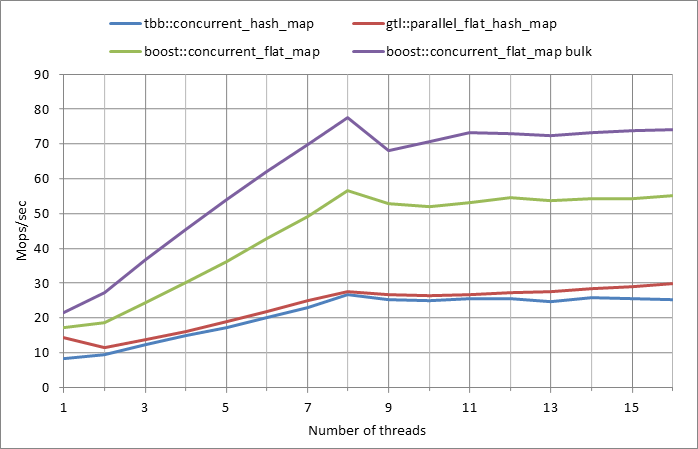 tbb::concurrent_hash_map gtl::parallel_flat_hash_map
boost::concurrent_flat_map boost::concurrent_flat_map bulk
90
80
70
60
50
40
30
20
10
0
Mops/sec
1 3 5 7 9 11 13 15
Number of threads